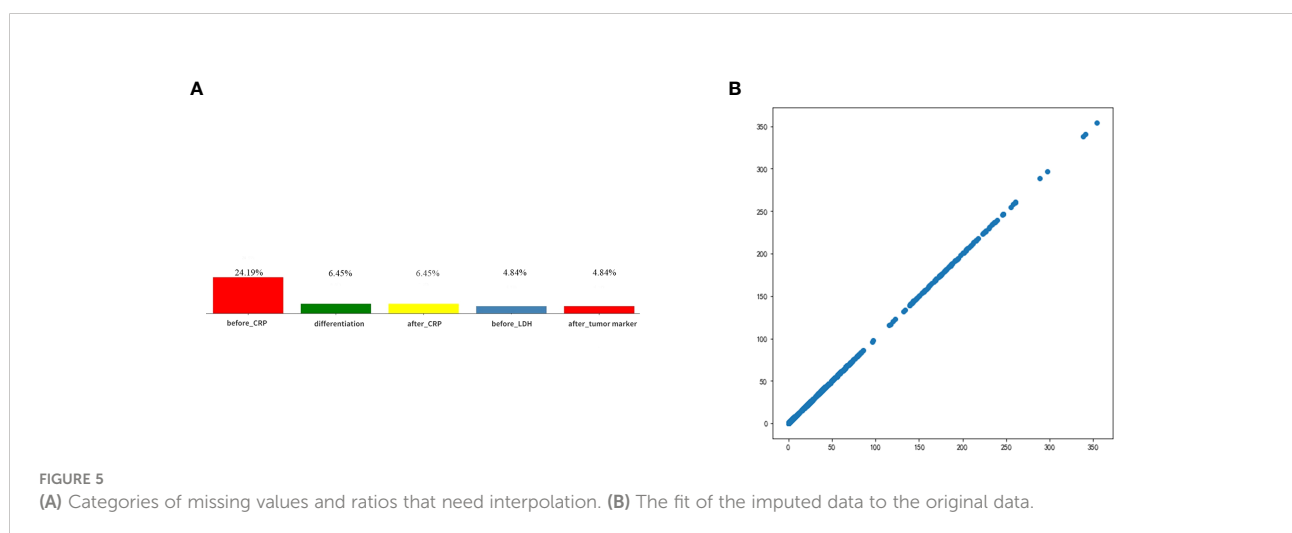 A
24.19%
6.45%
6.45%
4.84%
4.84%
before_CRP
differentiation
after_CRP
before_LDH
after_tumor marker
B
350
300
250
200
150
100
50
0
0 50 100 150 200 250 300 350
FIGURE 5
(A) Categories of missing values and ratios that need interpolation. (B) The fit of the imputed data to the original data.